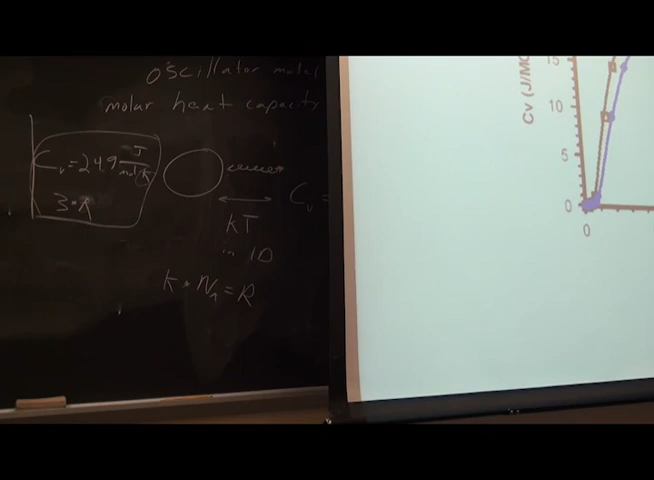 oscillator model
molar heat capacity
Cv = 24.9 J/mol K
3•R
Cv =
kT
in 1D
K • NA = R
Cv (J/MO
15
10
5
0
0